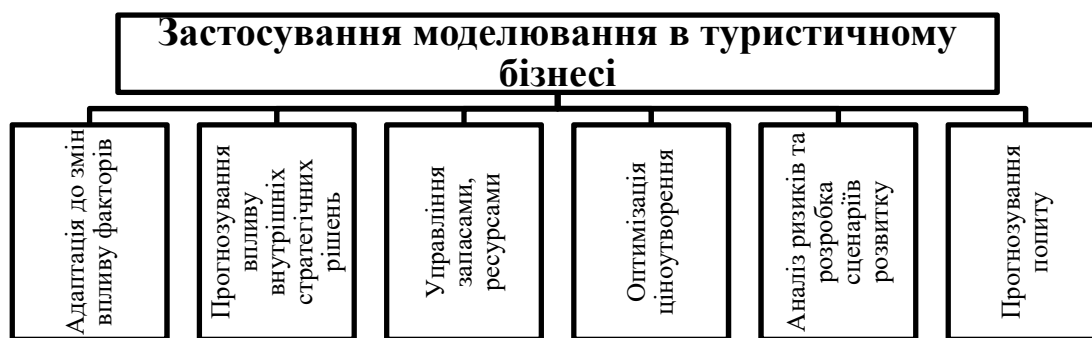 Застосування моделювання в туристичному
бізнесі
Адаптація до змін
впливу факторів
Прогнозування
впливу
внутрішніх
стратегічних
рішень
Управління
запасами,
ресурсами
Оптимізація
ціноутворення
Аналіз ризиків та
розробка
сценаріїв
розвитку
Прогнозування
попиту